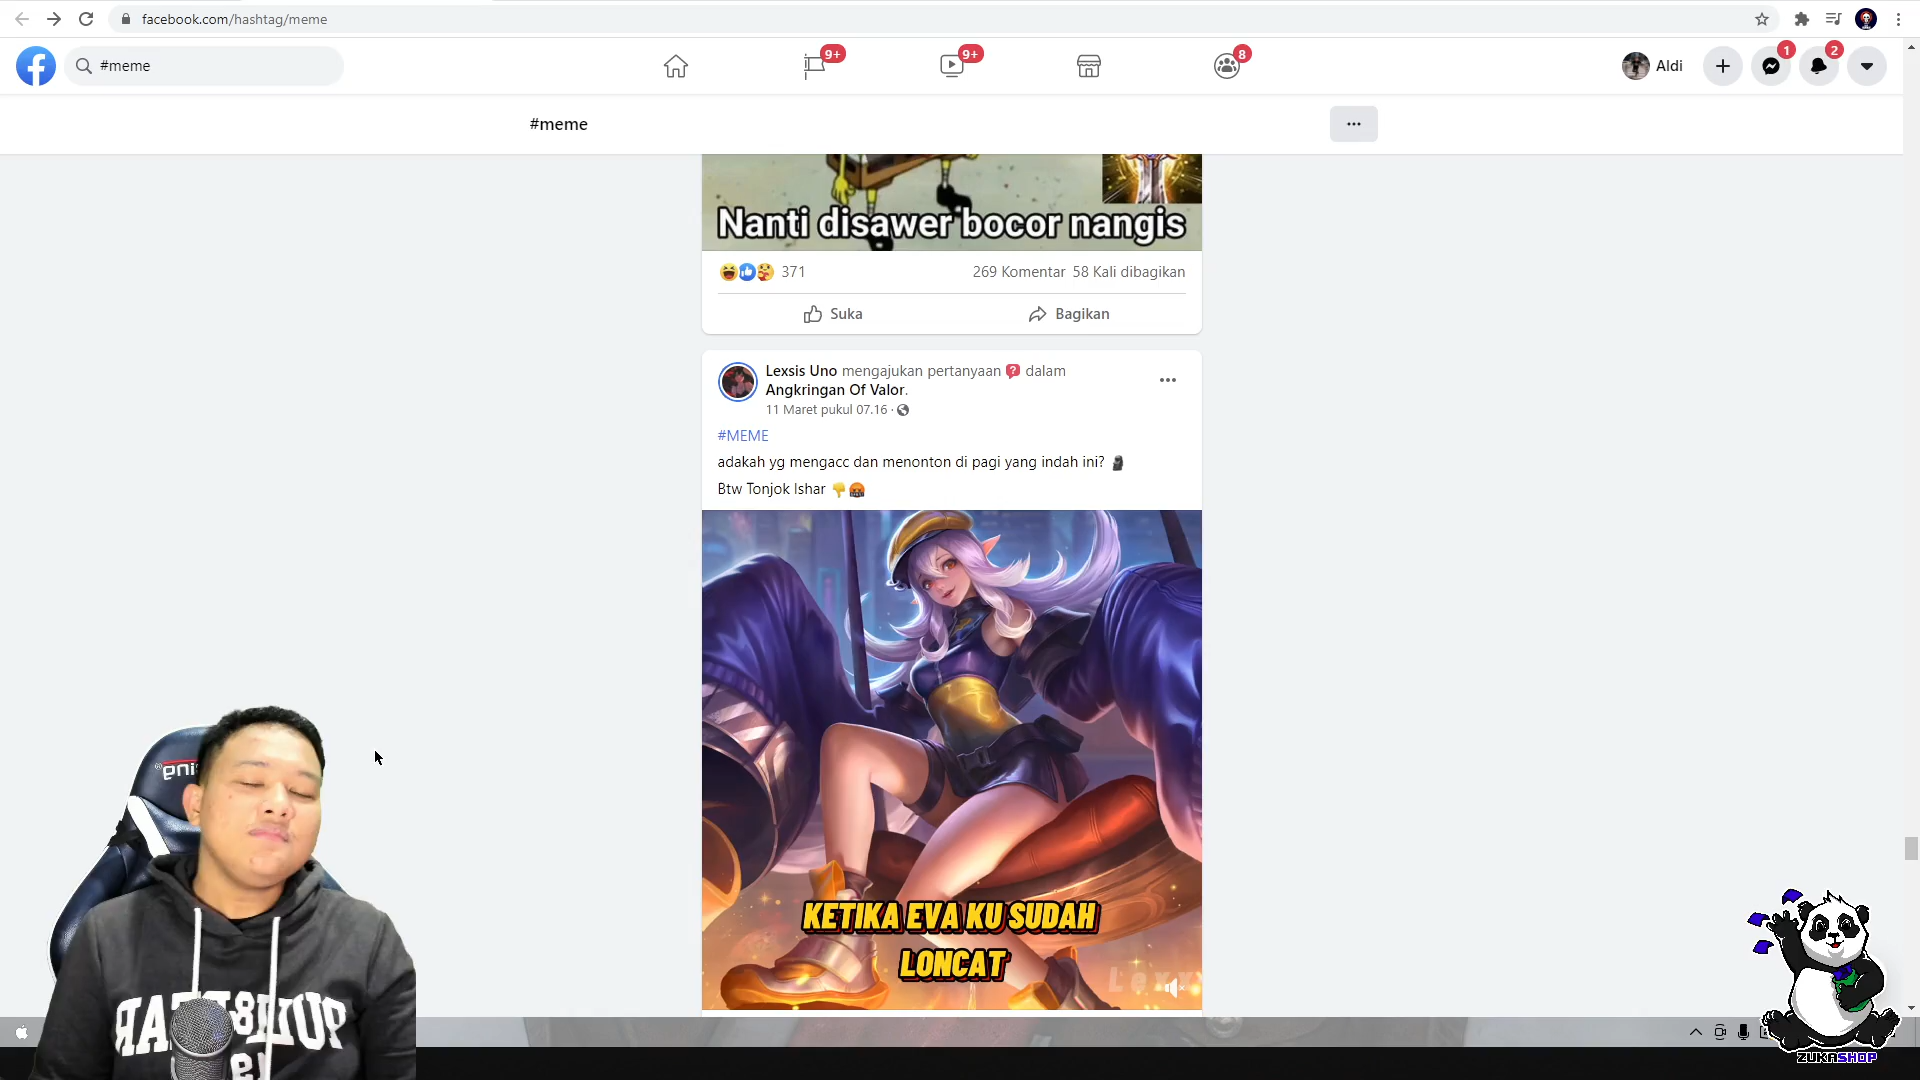 facebook.com/hashtag/meme
#meme
9+
9+
8
Aldi
1
2
#meme
Nanti disawer bocor nangis
371
269 Komentar 58 Kali dibagikan
Suka
Bagikan
Lexsis Uno mengajukan pertanyaan ? dalam
Angkringan Of Valor.
11 Maret pukul 07.16 ·
#MEME
adakah yg mengacc dan menonton di pagi yang indah ini?
Btw Tonjok Ishar
KETIKA EVA KU SUDAH
LONCAT
ZUKASHOP